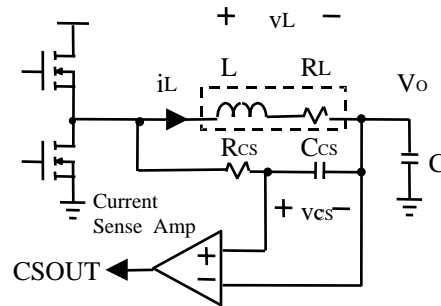 + vL −
iL L RL
VO
RCS CCS
C
Current
+ vcs −
Sense Amp
+
CSOUT
−